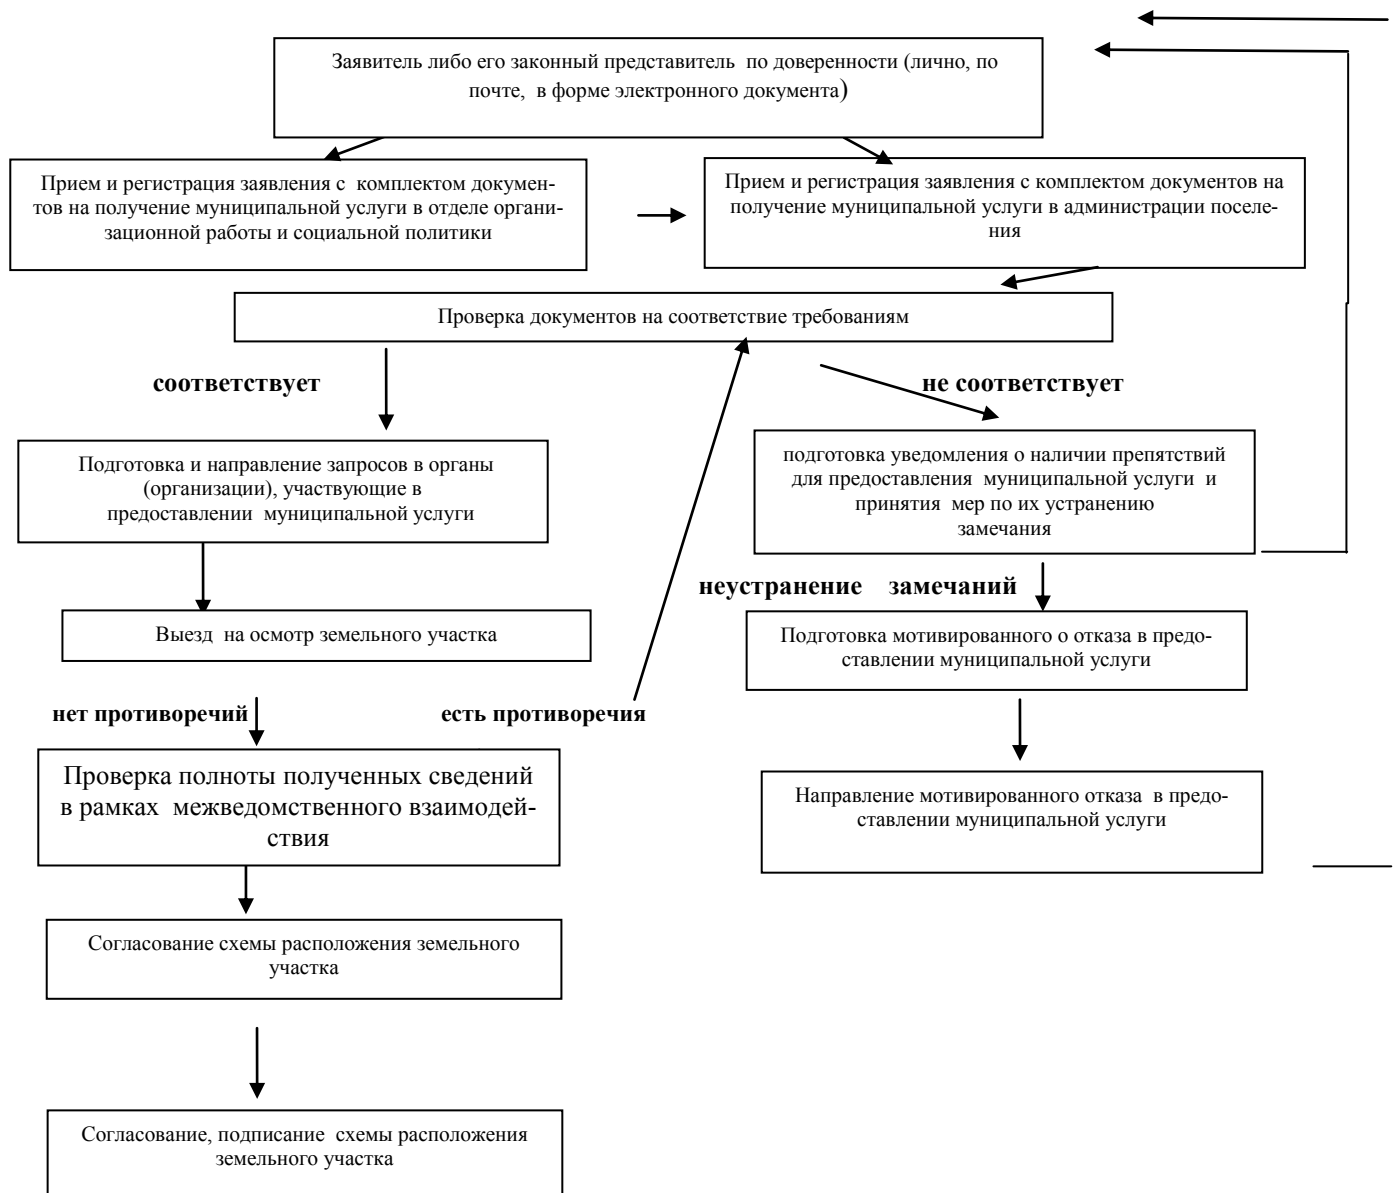 Заявитель либо его законный представитель по доверенности (лично, по
почте, в форме электронного документа)
Прием и регистрация заявления с комплектом докумен-
тов на получение муниципальной услуги в отделе органи-
зационной работы и социальной политики
Прием и регистрация заявления с комплектом документов на
получение муниципальной услуги в администрации поселе-
ния
Проверка документов на соответствие требованиям
соответствует
не соответствует
Подготовка и направление запросов в органы
(организации), участвующие в
предоставлении муниципальной услуги
подготовка уведомления о наличии препятствий
для предоставления муниципальной услуги и
принятия мер по их устранению
замечания
неустранение замечаний
Выезд на осмотр земельного участка
Подготовка мотивированного о отказа в предо-
ставлении муниципальной услуги
нет противоречий
есть противоречия
Проверка полноты полученных сведений
в рамках межведомственного взаимодей-
ствия
Направление мотивированного отказа в предо-
ставлении муниципальной услуги
Согласование схемы расположения земельного
участка
Согласование, подписание схемы расположения
земельного участка